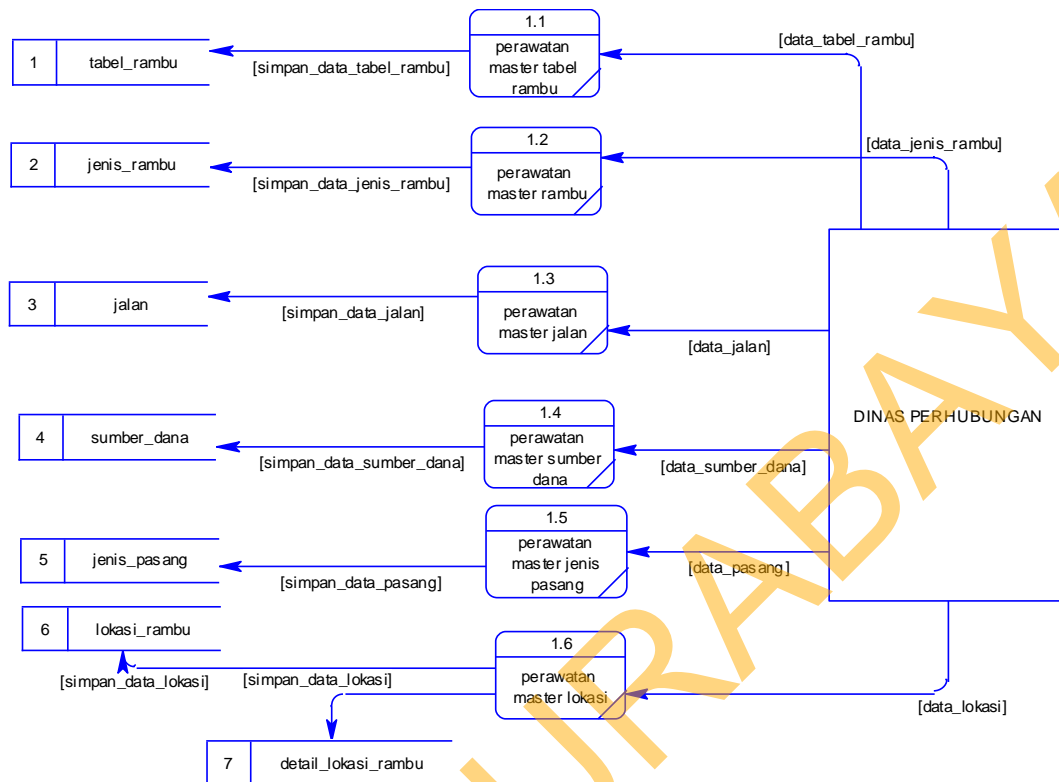 1.1
perawatan
master tabel
rambu
[data_tabel_rambu]
1 tabel_rambu
[simpan_data_tabel_rambu]
1.2
perawatan
master rambu
[data_jenis_rambu]
2 jenis_rambu
[simpan_data_jenis_rambu]
1.3
perawatan
master jalan
3 jalan
[simpan_data_jalan]
[data_jalan]
DINAS PERHUBUNGAN
1.4
perawatan
master sumber
dana
4 sumber_dana
[simpan_data_sumber_dana]
[data_sumber_dana]
1.5
perawatan
master jenis
pasang
5 jenis_pasang
[simpan_data_pasang]
[data_pasang]
6 lokasi_rambu
1.6
perawatan
master lokasi
[simpan_data_lokasi]
[simpan_data_lokasi]
[data_lokasi]
7 detail_lokasi_rambu
URABAYA